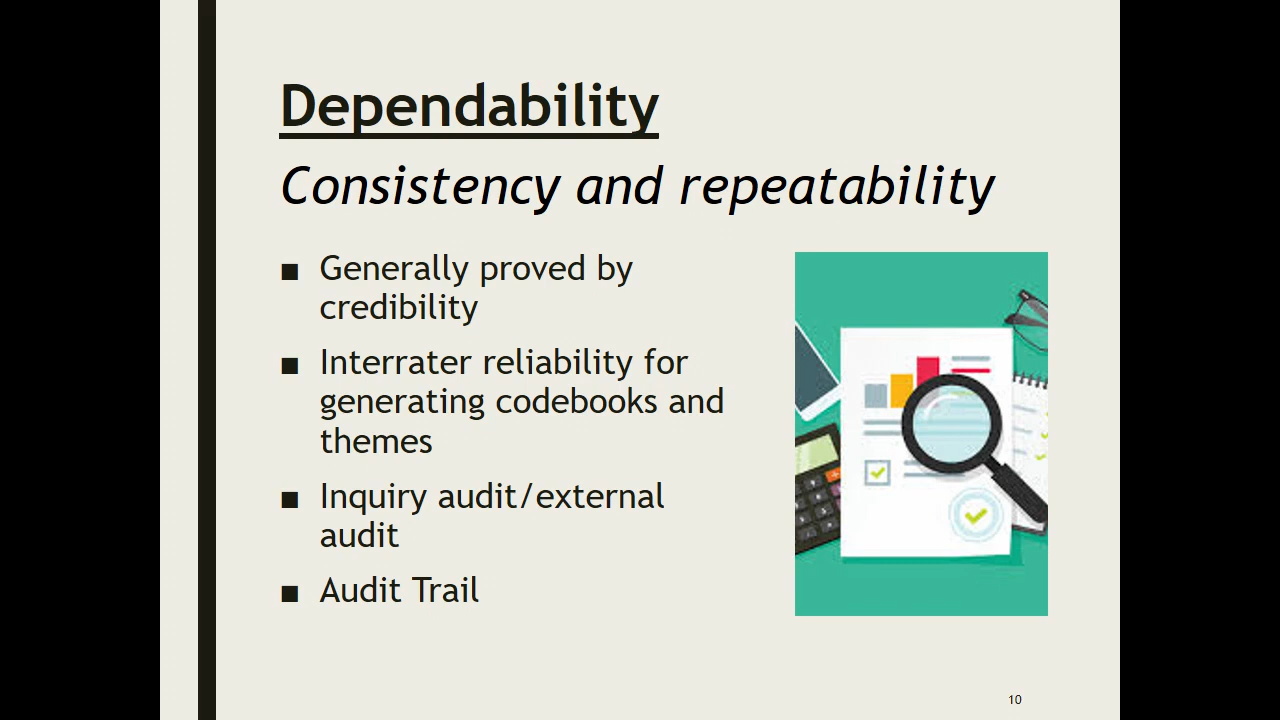 Dependability
Consistency and repeatability
■ Generally proved by
credibility
■ Interrater reliability for
generating codebooks and
themes
■ Inquiry audit/external
audit
■ Audit Trail
10